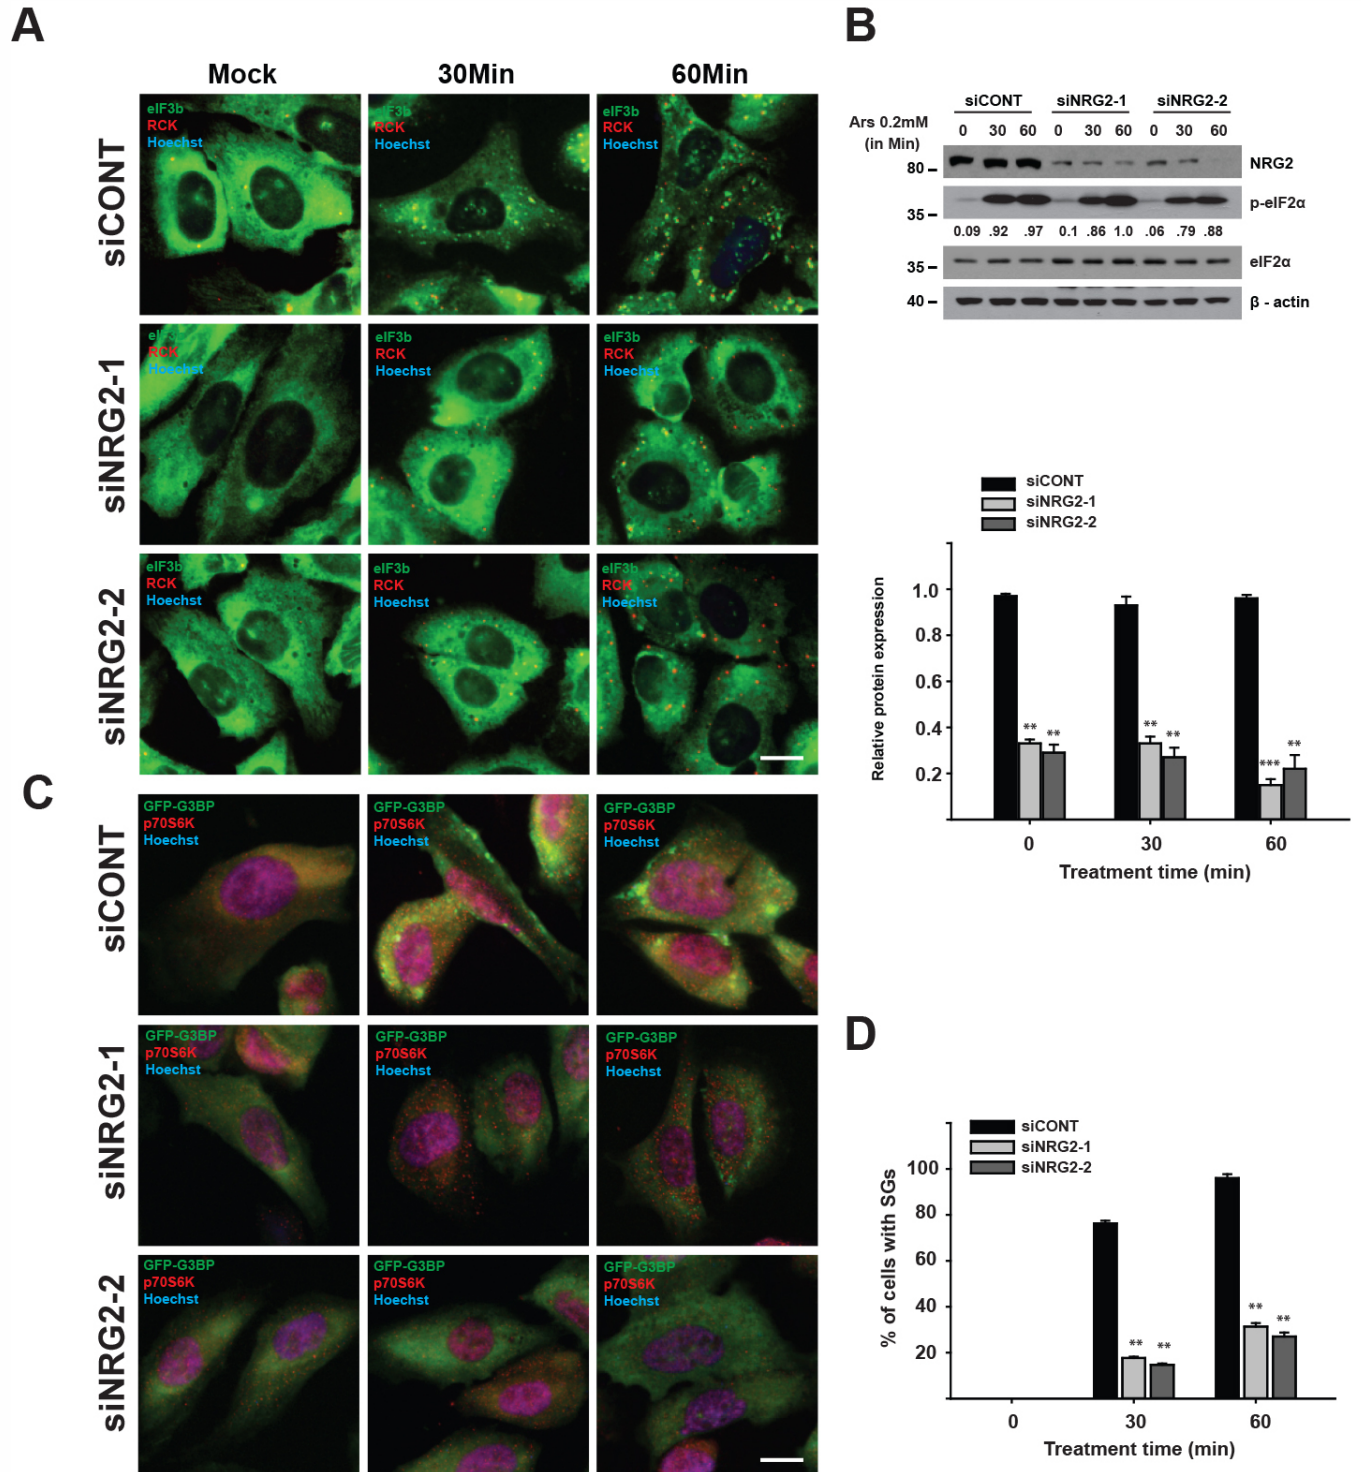 A
Mock 30Min 60Min
siCONT
eIF3b
RCK
Hoechst
eIF3b
RCK
Hoechst
eIF3b
RCK
Hoechst
siNRG2-1
eIF3b
RCK
Hoechst
eIF3b
RCK
Hoechst
eIF3b
RCK
Hoechst
siNRG2-2
eIF3b
RCK
Hoechst
eIF3b
RCK
Hoechst
eIF3b
RCK
Hoechst
B
siCONT siNRG2-1 siNRG2-2
Ars 0.2mM
(in Min)
0 30 60 0 30 60 0 30 60
80 NRG2
35 p-eIF2α
0.09 .92 .97 0.1 .86 1.0 .06 .79 .88
35 eIF2α
40 β - actin
siCONT
siNRG2-1
siNRG2-2
Relative protein expression
1.0
0.8
0.6
0.4
0.2
** **
** **
*** **
0 30 60
Treatment time (min)
C
siCONT
GFP-G3BP
p70S6K
Hoechst
GFP-G3BP
p70S6K
Hoechst
GFP-G3BP
p70S6K
Hoechst
siNRG2-1
GFP-G3BP
p70S6K
Hoechst
GFP-G3BP
p70S6K
Hoechst
GFP-G3BP
p70S6K
Hoechst
siNRG2-2
GFP-G3BP
p70S6K
Hoechst
GFP-G3BP
p70S6K
Hoechst
GFP-G3BP
p70S6K
Hoechst
D
siCONT
siNRG2-1
siNRG2-2
% of cells with SGs
100
80
60
40
20
** **
** **
0 30 60
Treatment time (min)